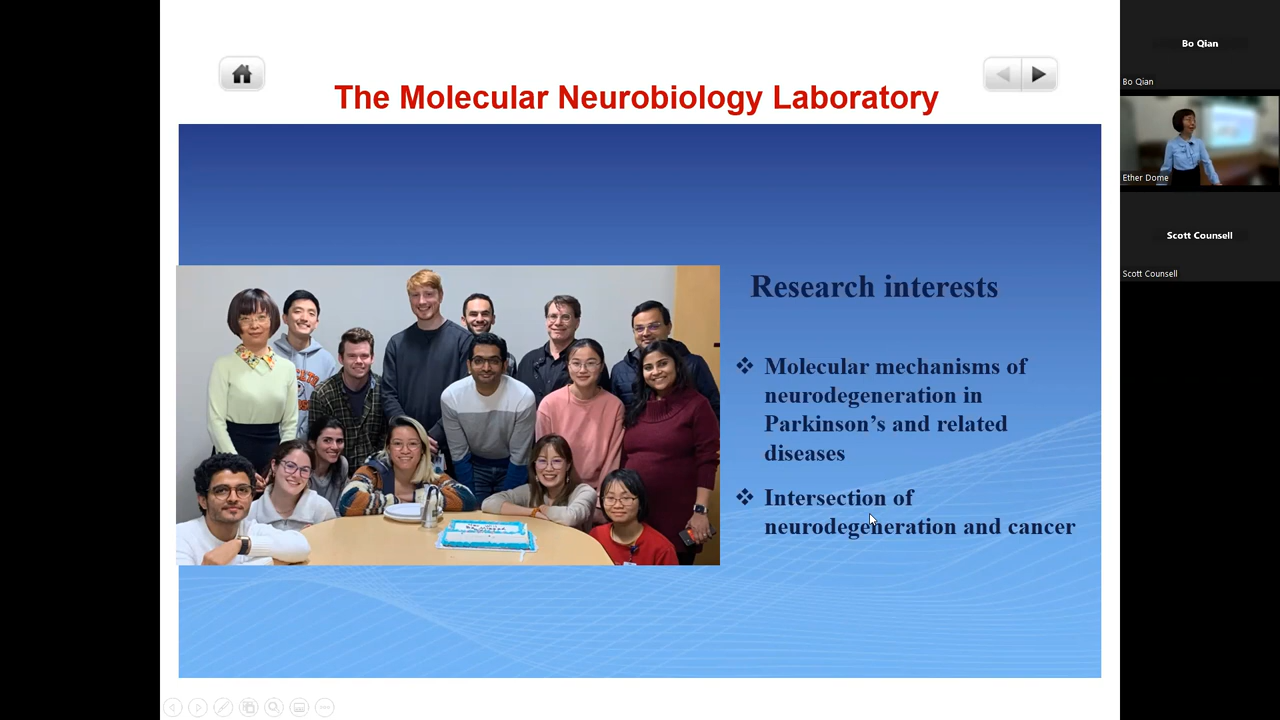 The Molecular Neurobiology Laboratory
Research interests
Molecular mechanisms of
neurodegeneration in
Parkinson's and related
diseases
Intersection of
neurodegeneration and cancer
Bo Qian
Bo Qian
Ether Dome
Scott Counsell
Scott Counsell